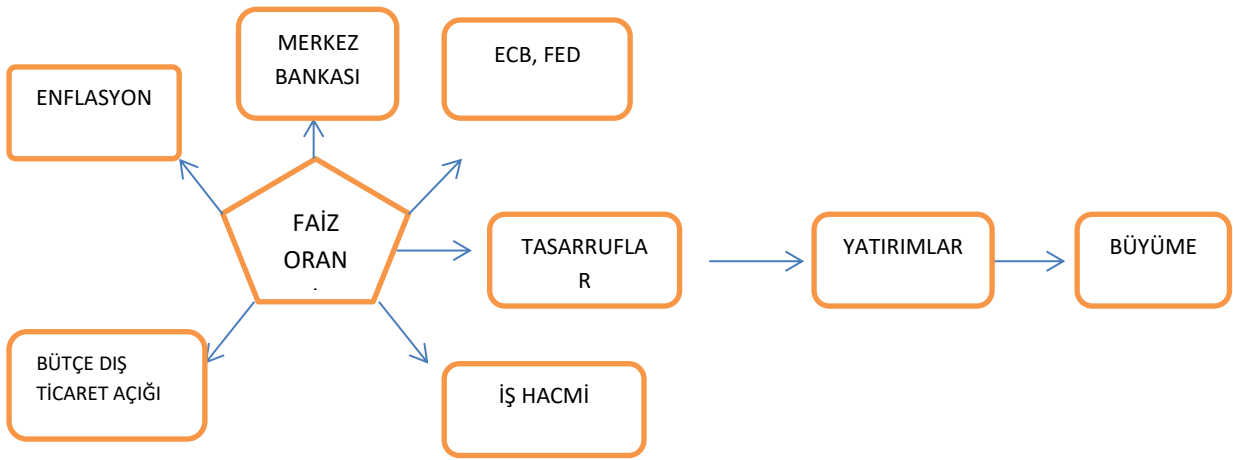 MERKEZ
BANKASI
ECB, FED
ENFLASYON
FAİZ
ORAN
TASARRUFLA
R
YATIRIMLAR
BÜYÜME
BÜTÇE DIŞ
TİCARET AÇIĞI
İŞ HACMİ